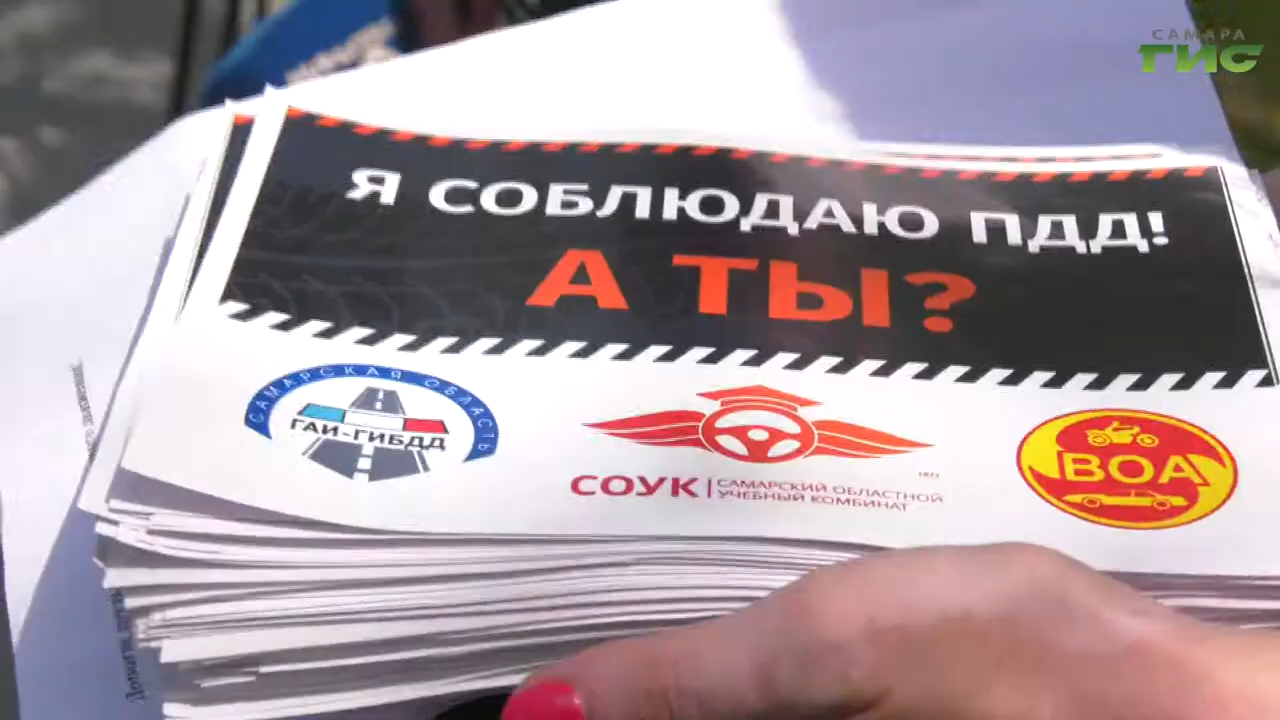 САМАРА
ГИС
Я СОБЛЮДАЮ ПДД!
А ТЫ?
САМАРСКАЯ ОБЛАСТЬ
ГАИ-ГИБДД
СОУК
САМАРСКИЙ ОБЛАСТНОЙ
УЧЕБНЫЙ КОМБИНАТ
ВОА